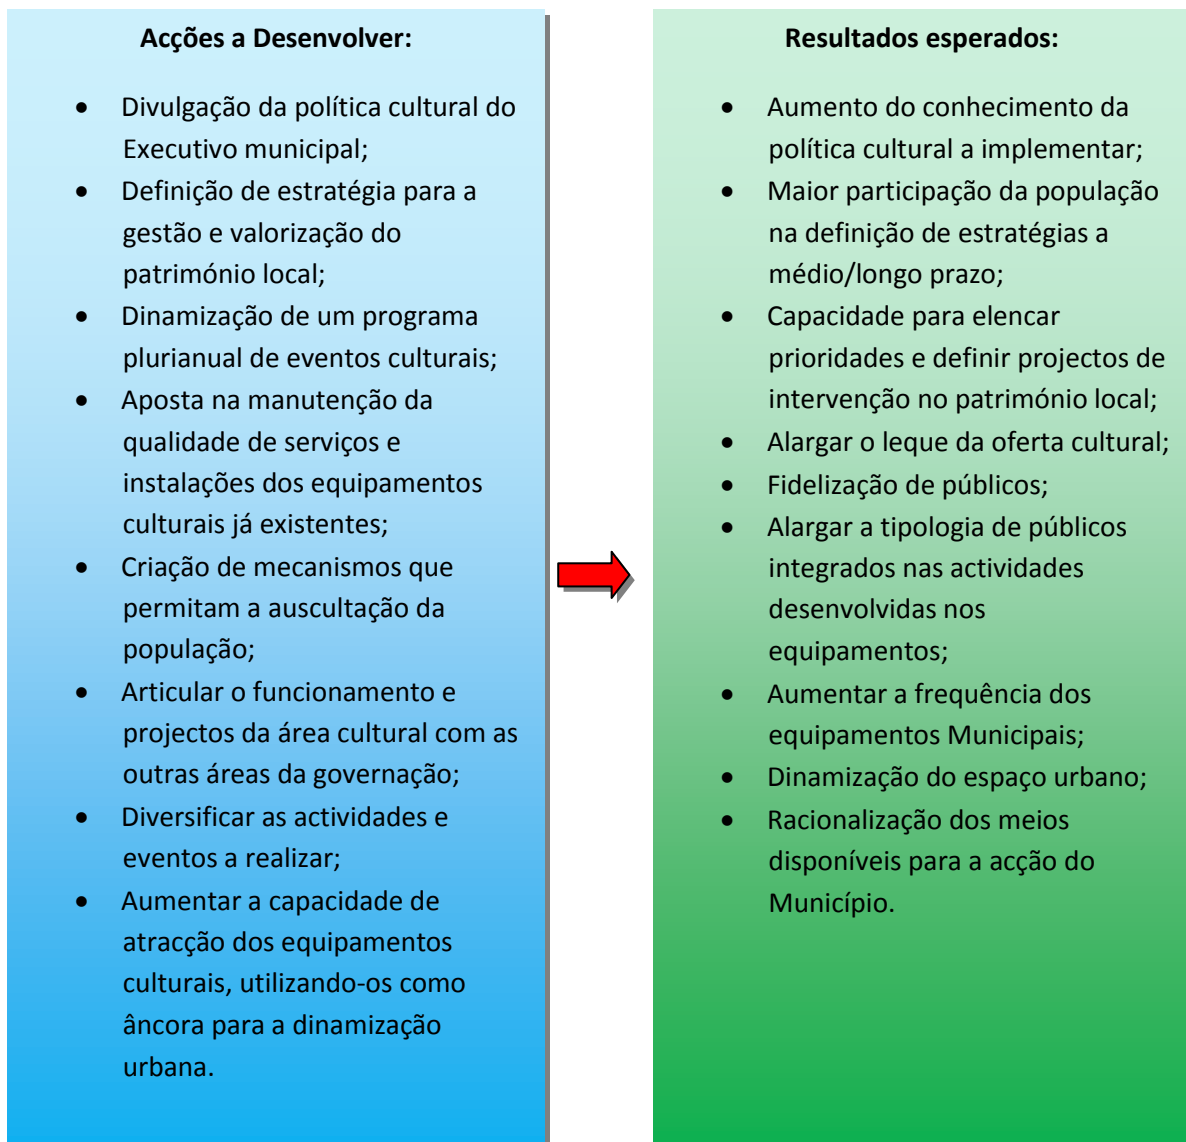 Acções a Desenvolver:
• Divulgação da política cultural do
Executivo municipal;
• Definição de estratégia para a
gestão e valorização do
património local;
• Dinamização de um programa
plurianual de eventos culturais;
• Aposta na manutenção da
qualidade de serviços e
instalações dos equipamentos
culturais já existentes;
• Criação de mecanismos que
permitam a auscultação da
população;
• Articular o funcionamento e
projectos da área cultural com as
outras áreas da governação;
• Diversificar as actividades e
eventos a realizar;
• Aumentar a capacidade de
atracção dos equipamentos
culturais, utilizando-os como
âncora para a dinamização
urbana.
Resultados esperados:
• Aumento do conhecimento da
política cultural a implementar;
• Maior participação da população
na definição de estratégias a
médio/longo prazo;
• Capacidade para elencar
prioridades e definir projectos de
intervenção no património local;
• Alargar o leque da oferta cultural;
• Fidelização de públicos;
• Alargar a tipologia de públicos
integrados nas actividades
desenvolvidas nos
equipamentos;
• Aumentar a frequência dos
equipamentos Municipais;
• Dinamização do espaço urbano;
• Racionalização dos meios
disponíveis para a acção do
Município.